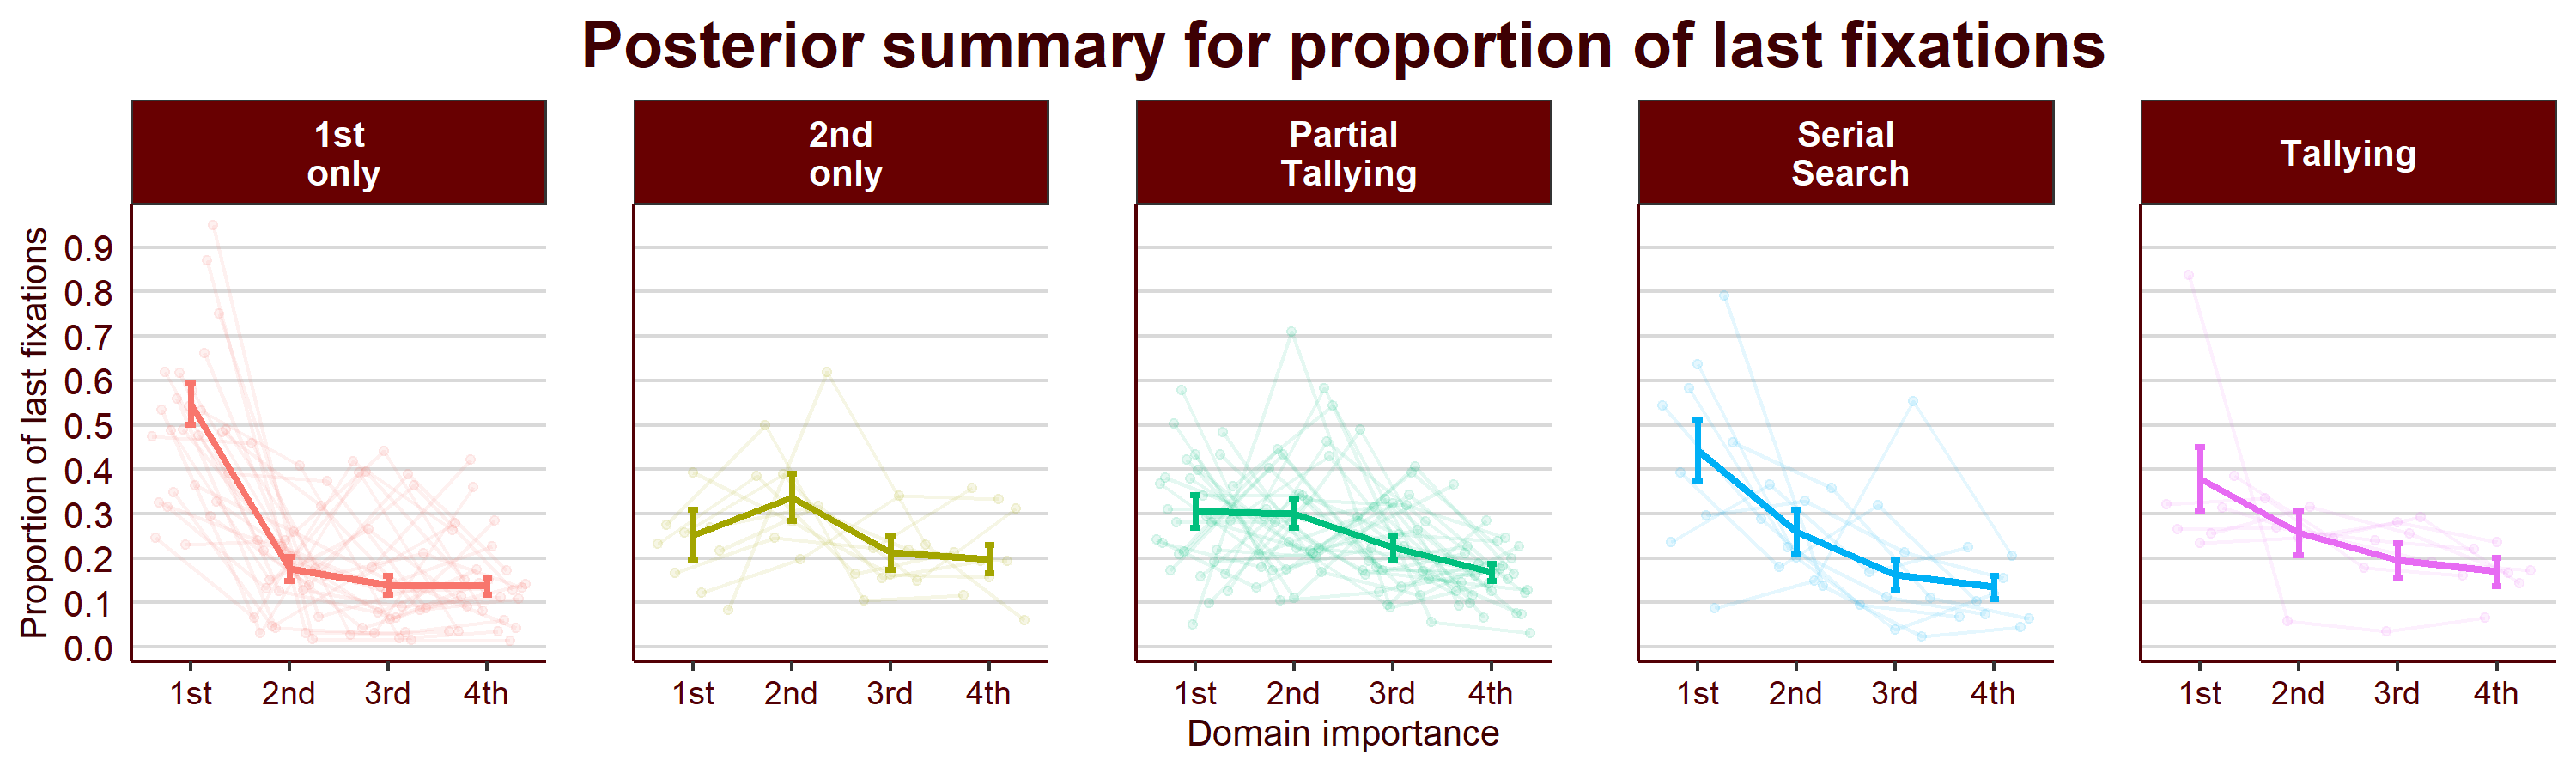 Posterior summary for proportion of last fixations
1st
only
2nd
only
Partial
Tallying
Serial
Search
Tallying
Proportion of last fixations
0.9
0.8
0.7
0.6
0.5
0.4
0.3
0.2
0.1
0.0
1st 2nd 3rd 4th
1st 2nd 3rd 4th
1st 2nd 3rd 4th
1st 2nd 3rd 4th
1st 2nd 3rd 4th
Domain importance